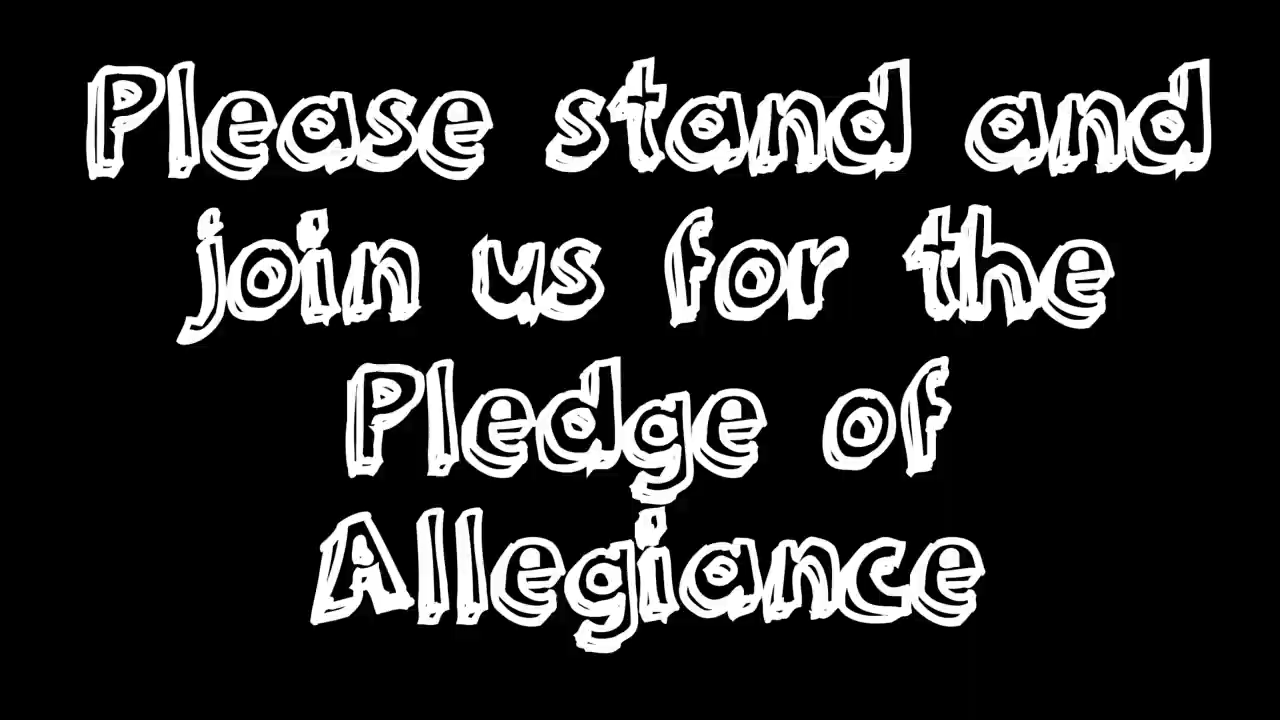 Please stand and
join us for the
Pledge of
Allegiance